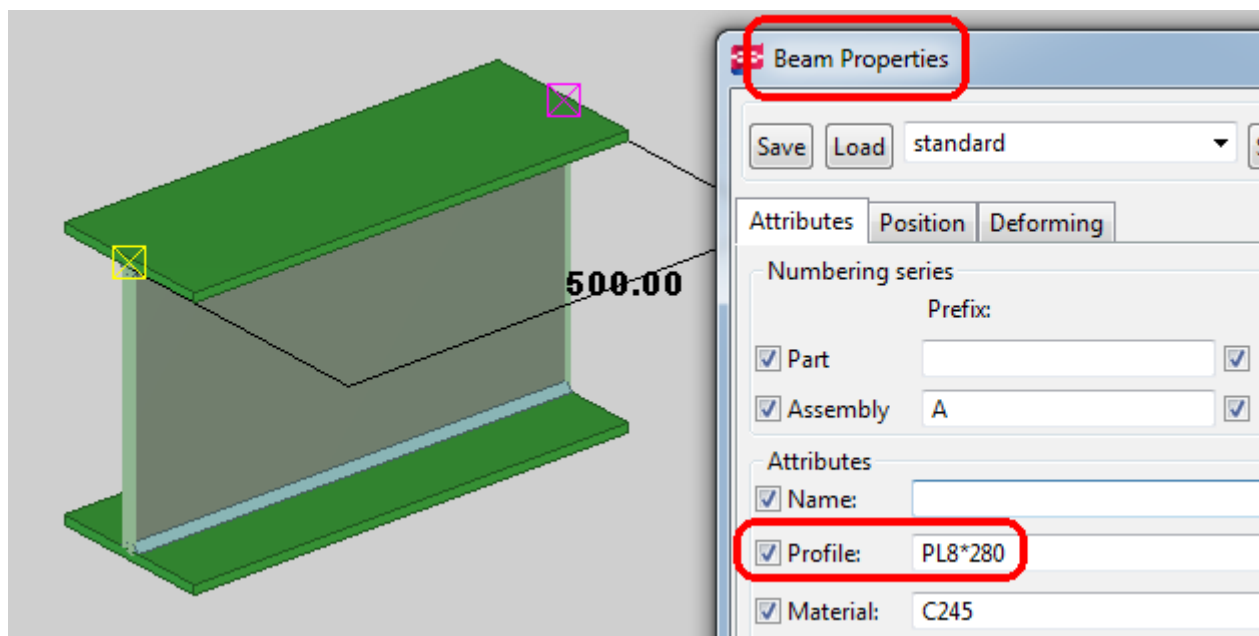 Beam Properties
Save Load standard
Attributes Position Deforming
Numbering series
Prefix:
Part
Assembly A
Attributes
Name:
Profile: PL8*280
Material: C245
500.00